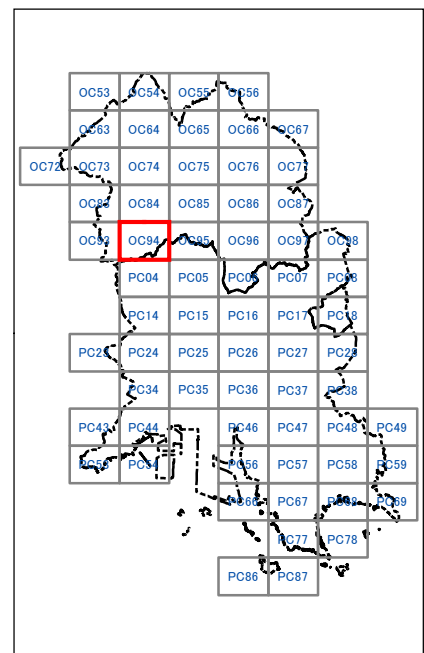 OC53 OC54 OC55 OC56
OC63 OC64 OC65 OC66 OC67
OC72 OC73 OC74 OC75 OC76 OC77
OC83 OC84 OC85 OC86 OC87
OC93 OC94 OC95 OC96 OC97 OC98
PC04 PC05 PC06 PC07 PC08
PC14 PC15 PC16 PC17 PC18
PC23 PC24 PC25 PC26 PC27 PC28
PC34 PC35 PC36 PC37 PC38
PC43 PC44 PC46 PC47 PC48 PC49
PC53 PC54 PC56 PC57 PC58 PC59
PC66 PC67 PC68 PC69
PC77 PC78
PC86 PC87